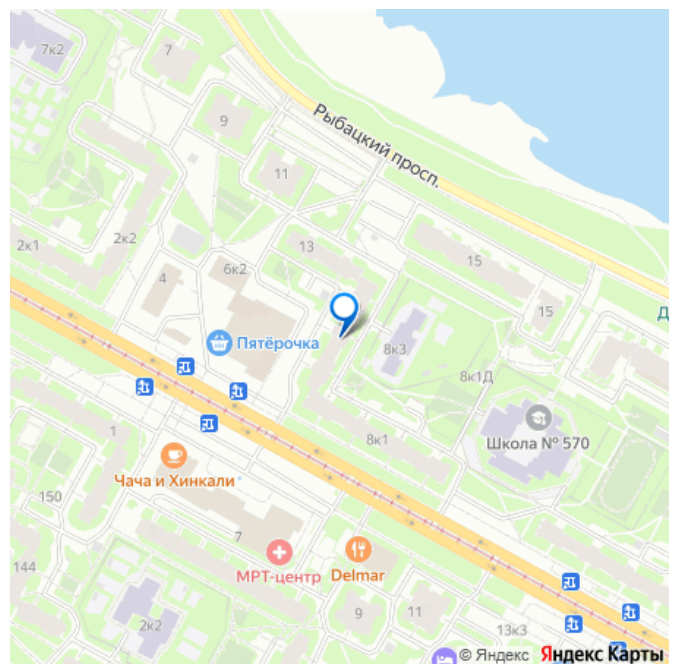 7к2
7
9
Рыбацкий просп.
11
2к2
2к1
13
6к2
4
15
15
Д
Пятёрочка
8к3
8к1Д
Школа № 570
8к1
1
Чача и Хинкали
150
7
МРТ-центр
Delmar
144
2к2
9
11
13к3
© Яндекс Яндекс Карты